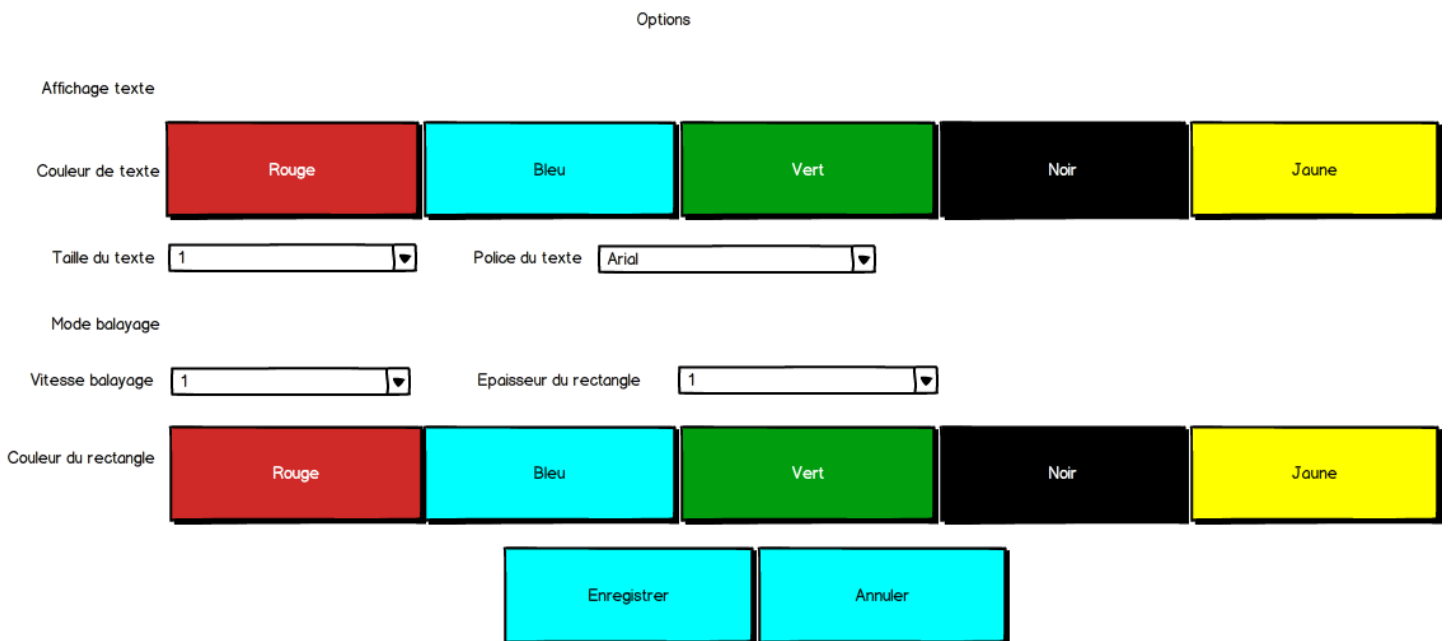 Options
Affichage texte
Couleur de texte Rouge Bleu Vert Noir Jaune
Taille du texte 1 Police du texte Arial
Mode balayage
Vitesse balayage 1 Epaisseur du rectangle 1
Couleur du rectangle Rouge Bleu Vert Noir Jaune
Enregistrer Annuler